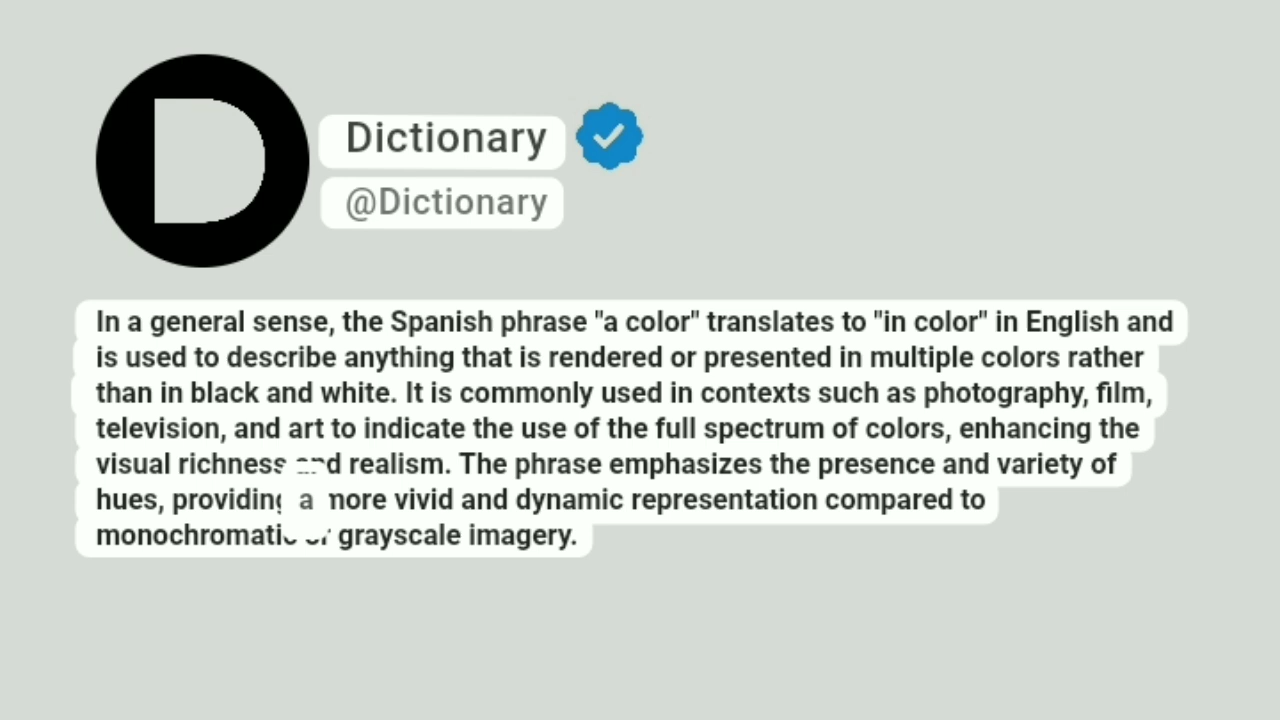 D
Dictionary
@Dictionary
In a general sense, the Spanish phrase "a color" translates to "in color" in English and
is used to describe anything that is rendered or presented in multiple colors rather
than in black and white. It is commonly used in contexts such as photography, film,
television, and art to indicate the use of the full spectrum of colors, enhancing the
visual richness and realism. The phrase emphasizes the presence and variety of
hues, providing a more vivid and dynamic representation compared to
monochromatic or grayscale imagery.